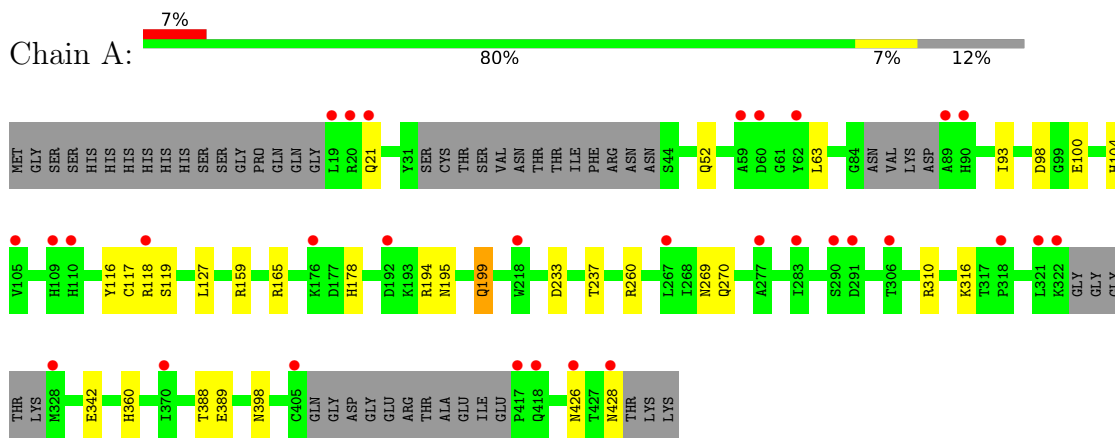 7%
Chain A:
80% 7% 12%
MET GLY SER SER HIS HIS HIS HIS HIS HIS SER SER GLY PRO GLN GLN GLY L19 R20 Q21 Y31 SER CYS THR SER VAL ASN THR THR ILE PHE ARG ASN ASN S44 Q52 A59 D60 G61 Y62 L63 G84 ASN VAL LYS ASP A89 H90 I93 D98 G99 E100 H104
V105 H109 H110 Y116 C117 R118 S119 L127 R159 R165 K176 D177 H178 D192 K193 R194 N195 Q199 W218 D233 T237 R260 L267 I268 N269 Q270 A277 I283 S290 D291 T306 R310 K316 T317 P318 L321 K322 GLY GLY GLY
THR LYS M328 E342 H360 I370 T388 E389 N398 C405 GLN GLY ASP GLY GLU ARG THR ALA GLU ILE GLU P417 Q418 N426 T427 N428 THR LYS LYS